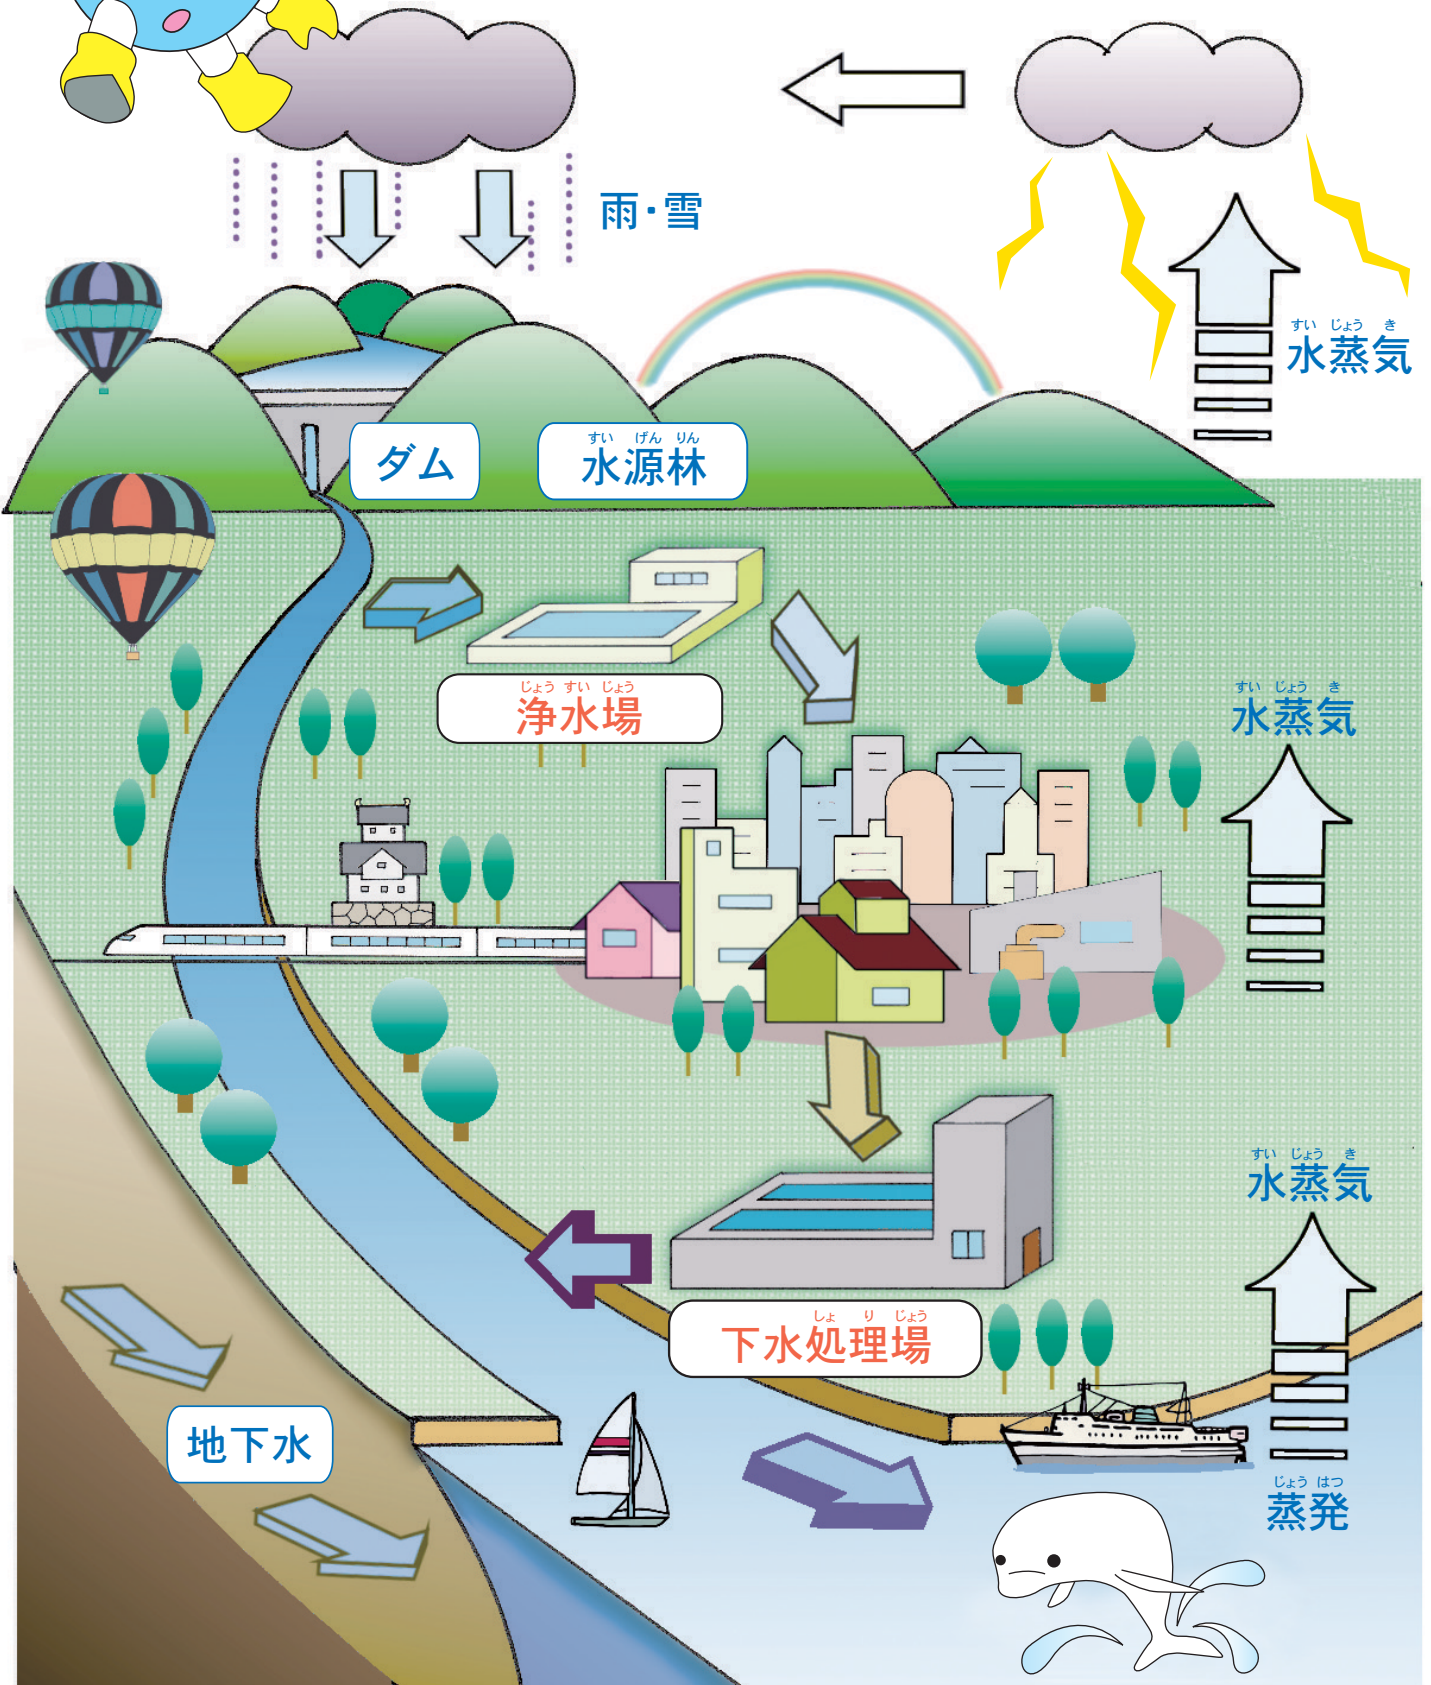 雨・雪
すい じょう き
水蒸気
ダム
すい げん りん
水源林
じょう すい じょう
浄水場
すい じょう き
水蒸気
すい じょう き
水蒸気
しょ り じょう
下水処理場
地下水
じょう はつ
蒸発